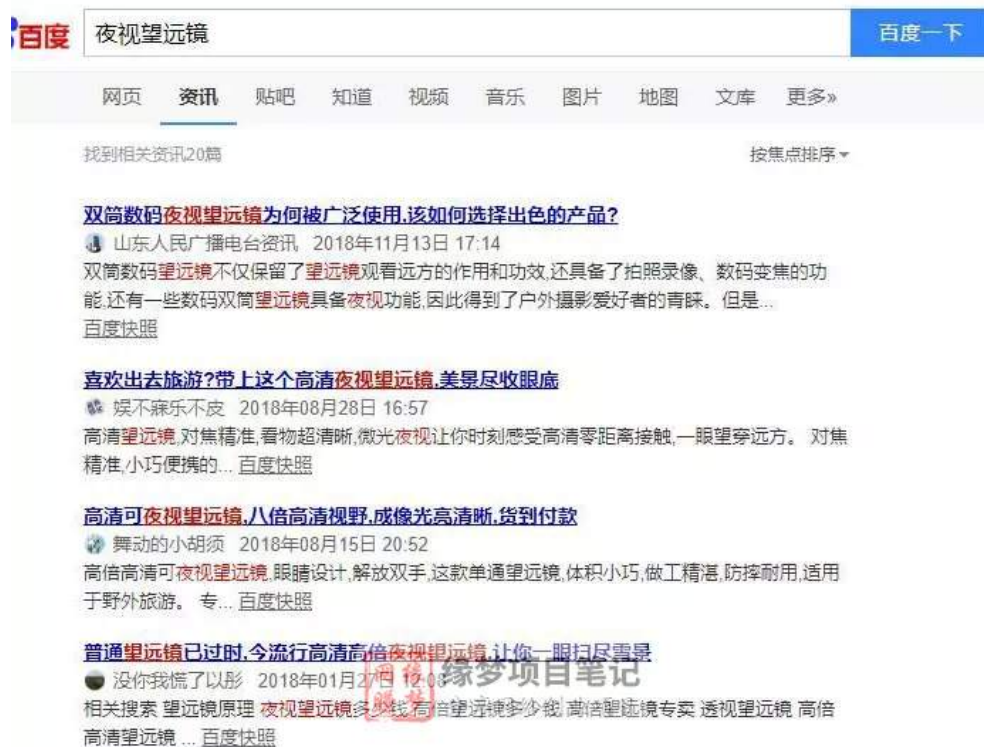 百度 夜视望远镜 百度一下
网页 资讯 贴吧 知道 视频 音乐 图片 地图 文库 更多»
找到相关资讯20篇 按焦点排序
双筒数码夜视望远镜为何被广泛使用,该如何选择出色的产品?
山东人民广播电台资讯 2018年11月13日 17:14
双筒数码望远镜不仅保留了望远镜观看远方的作用和功效,还具备了拍照录像、数码变焦的功
能,还有一些数码双筒望远镜具备夜视功能,因此得到了户外摄影爱好者的青睐。但是...
百度快照
喜欢出去旅游?带上这个高清夜视望远镜,美景尽收眼底
娱不寐乐不皮 2018年08月28日 16:57
高清望远镜,对焦精准,看物超清晰,微光夜视让你时刻感受高清零距离接触,一眼望穿远方。 对焦
精准,小巧便携的... 百度快照
高清可夜视望远镜,八倍高清视野,成像光亮清晰,货到付款
舞动的小胡须 2018年08月15日 20:52
高倍高清可夜视望远镜,眼睛设计,解放双手,这款单通望远镜,体积小巧,做工精湛,防摔耐用,适用
于野外旅游。 专... 百度快照
普通望远镜已过时,今流行高清高倍夜视望远镜,让你一眼扫尽雪景
没你我慌了以彤 2018年01月27日 12:08
缘梦项目笔记
相关搜索 望远镜原理 夜视望远镜多少钱 高倍望远镜多少钱 高倍望远镜专卖 透视望远镜 高倍
高清望远镜 ... 百度快照